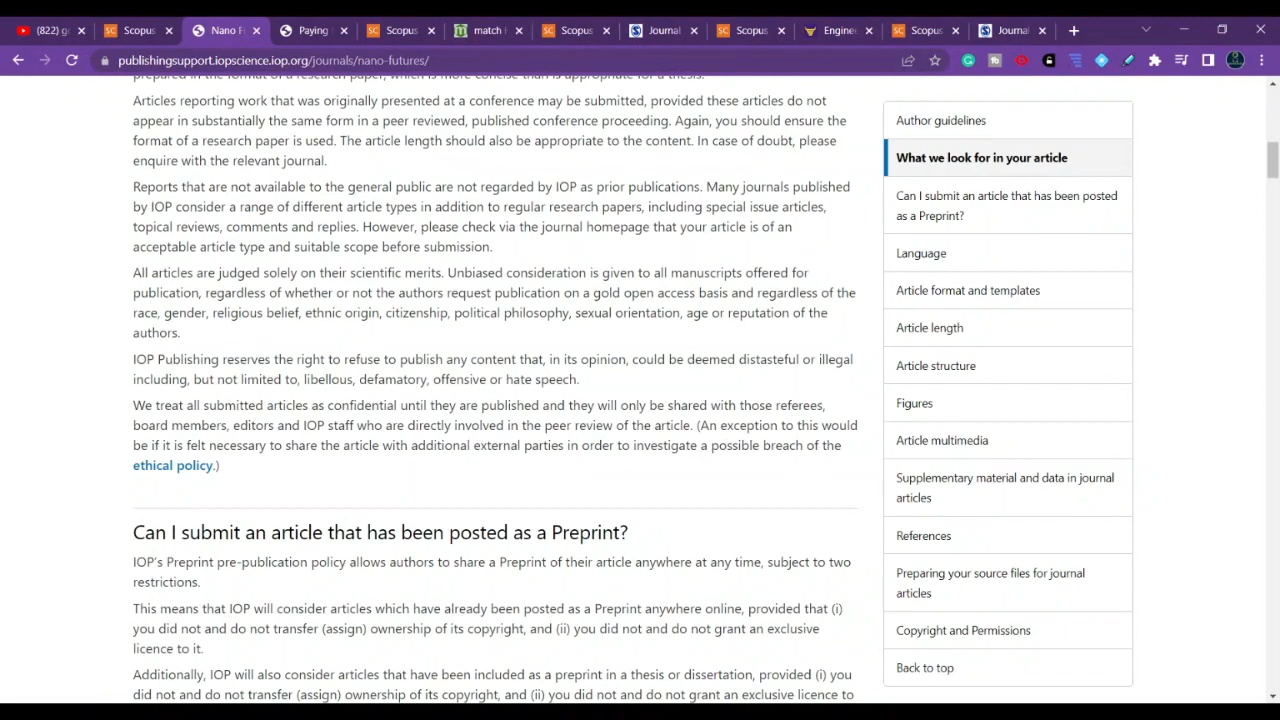 (822) g
Scopus
Nano F
Paying
Scopus
match
Scopus
Journal
Scopus
Engine
Scopus
Journal
publishingsupport.iopscience.iop.org/journals/nano-futures/
prepared in the format of a research paper, which is more concise than is appropriate for a thesis.
Articles reporting work that was originally presented at a conference may be submitted, provided these articles do not
appear in substantially the same form in a peer reviewed, published conference proceeding. Again, you should ensure the
format of a research paper is used. The article length should also be appropriate to the content. In case of doubt, please
enquire with the relevant journal.
Reports that are not available to the general public are not regarded by IOP as prior publications. Many journals published
by IOP consider a range of different article types in addition to regular research papers, including special issue articles,
topical reviews, comments and replies. However, please check via the journal homepage that your article is of an
acceptable article type and suitable scope before submission.
All articles are judged solely on their scientific merits. Unbiased consideration is given to all manuscripts offered for
publication, regardless of whether or not the authors request publication on a gold open access basis and regardless of the
race, gender, religious belief, ethnic origin, citizenship, political philosophy, sexual orientation, age or reputation of the
authors.
IOP Publishing reserves the right to refuse to publish any content that, in its opinion, could be deemed distasteful or illegal
including, but not limited to, libellous, defamatory, offensive or hate speech.
We treat all submitted articles as confidential until they are published and they will only be shared with those referees,
board members, editors and IOP staff who are directly involved in the peer review of the article. (An exception to this would
be if it is felt necessary to share the article with additional external parties in order to investigate a possible breach of the
ethical policy.)
Can I submit an article that has been posted as a Preprint?
IOP's Preprint pre-publication policy allows authors to share a Preprint of their article anywhere at any time, subject to two
restrictions.
This means that IOP will consider articles which have already been posted as a Preprint anywhere online, provided that (i)
you did not and do not transfer (assign) ownership of its copyright, and (ii) you did not and do not grant an exclusive
licence to it.
Additionally, IOP will also consider articles that have been included as a preprint in a thesis or dissertation, provided (i) you
did not and do not transfer (assign) ownership of its copyright, and (ii) you did not and do not grant an exclusive licence to
Author guidelines
What we look for in your article
Can I submit an article that has been posted
as a Preprint?
Language
Article format and templates
Article length
Article structure
Figures
Article multimedia
Supplementary material and data in journal
articles
References
Preparing your source files for journal
articles
Copyright and Permissions
Back to top